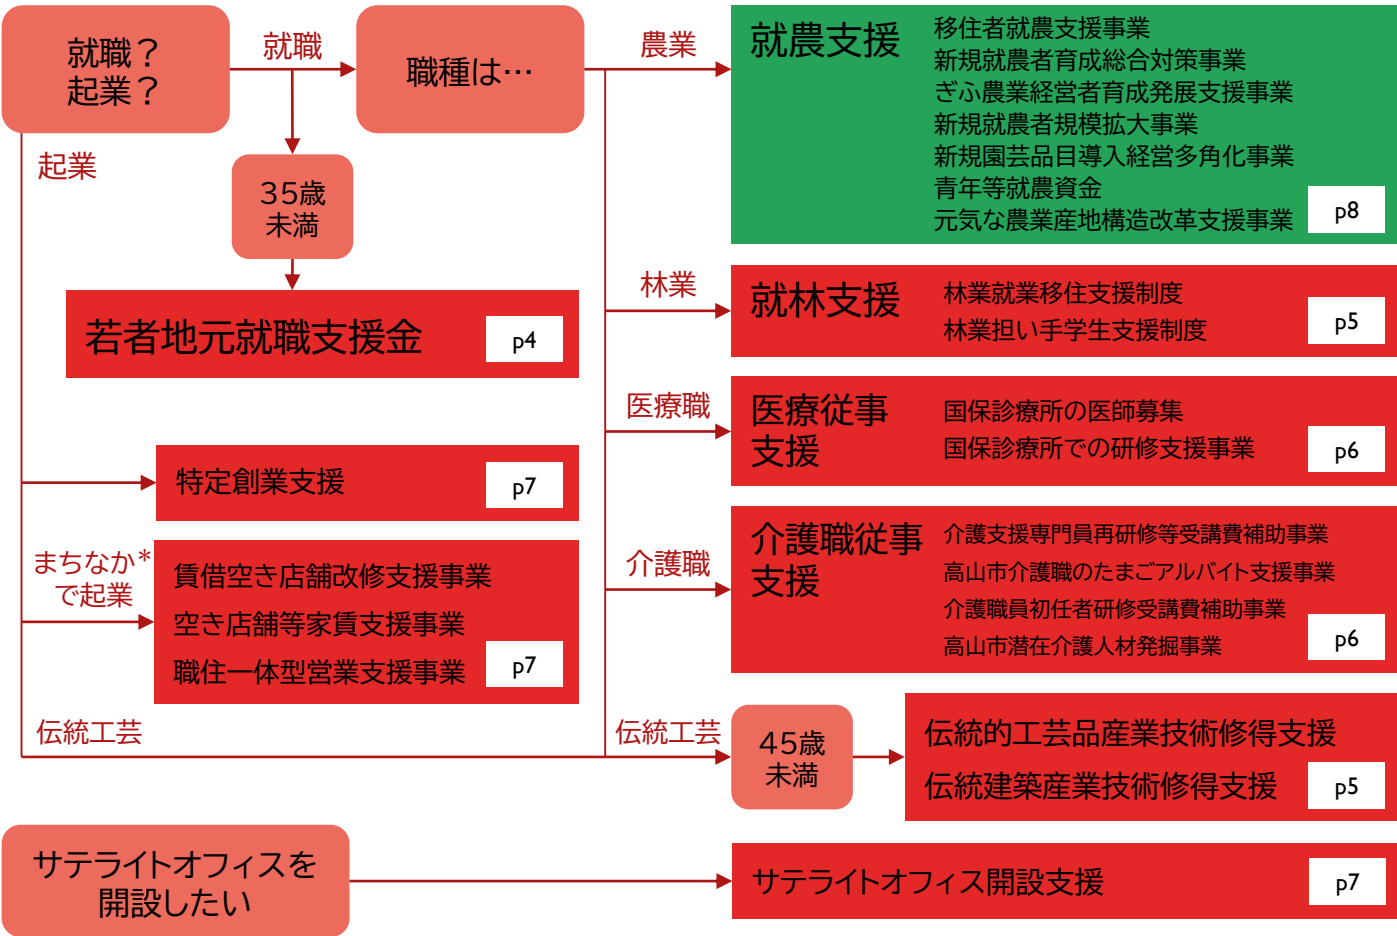 就職？
起業？
就職
職種は…
農業
就農支援
移住者就農支援事業
新規就農者育成総合対策事業
ぎふ農業経営者育成発展支援事業
新規就農者規模拡大事業
新規園芸品目導入経営多角化事業
青年等就農資金
元気な農業産地構造改革支援事業
p8
起業
３５歳
未満
若者地元就職支援金
p4
林業
就林支援
林業就業移住支援制度
林業担い手学生支援制度
p5
医療職
医療従事
支援
国保診療所の医師募集
国保診療所での研修支援事業
p6
特定創業支援
p7
まちなか*
で起業
賃借空き店舗改修支援事業
空き店舗等家賃支援事業
職住一体型営業支援事業
p7
介護職
介護職従事
支援
介護支援専門員再研修等受講費補助事業
高山市介護職のたまごアルバイト支援事業
介護職員初任者研修受講費補助事業
高山市潜在介護人材発掘事業
p6
伝統工芸
伝統工芸
４５歳
未満
伝統的工芸品産業技術修得支援
伝統建築産業技術修得支援
p5
サテライトオフィスを
開設したい
サテライトオフィス開設支援
p7